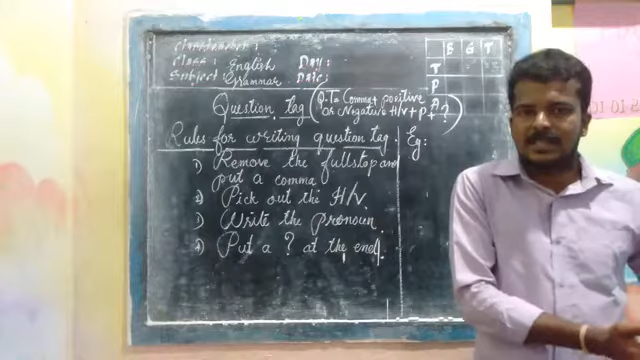 Class : English Day :
Subject : Grammar Date :
B G T
T
P
A
Question tag (Q.T= Comma+ positive
or Negative H/v + P + ?)
Rules for writing question tag. Eg:
1) Remove the fullstop and
put a comma
2) Pick out the H/V.
3) Write the pronoun.
4) Put a ? at the end.